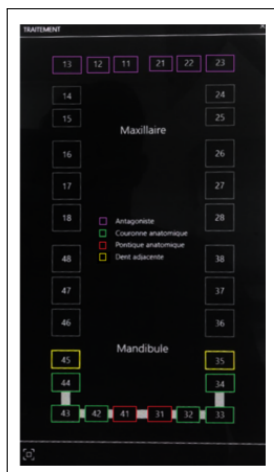 TRAITEMENT
13 12 11 21 22 23
14 24
15 25
Maxillaire
16 26
17 27
18 28
Antagoniste
Couronne anatomique
Pontique anatomique
Dent adjacente
48 38
47 37
46 36
Mandibule
45 35
44 34
43 42 41 31 32 33